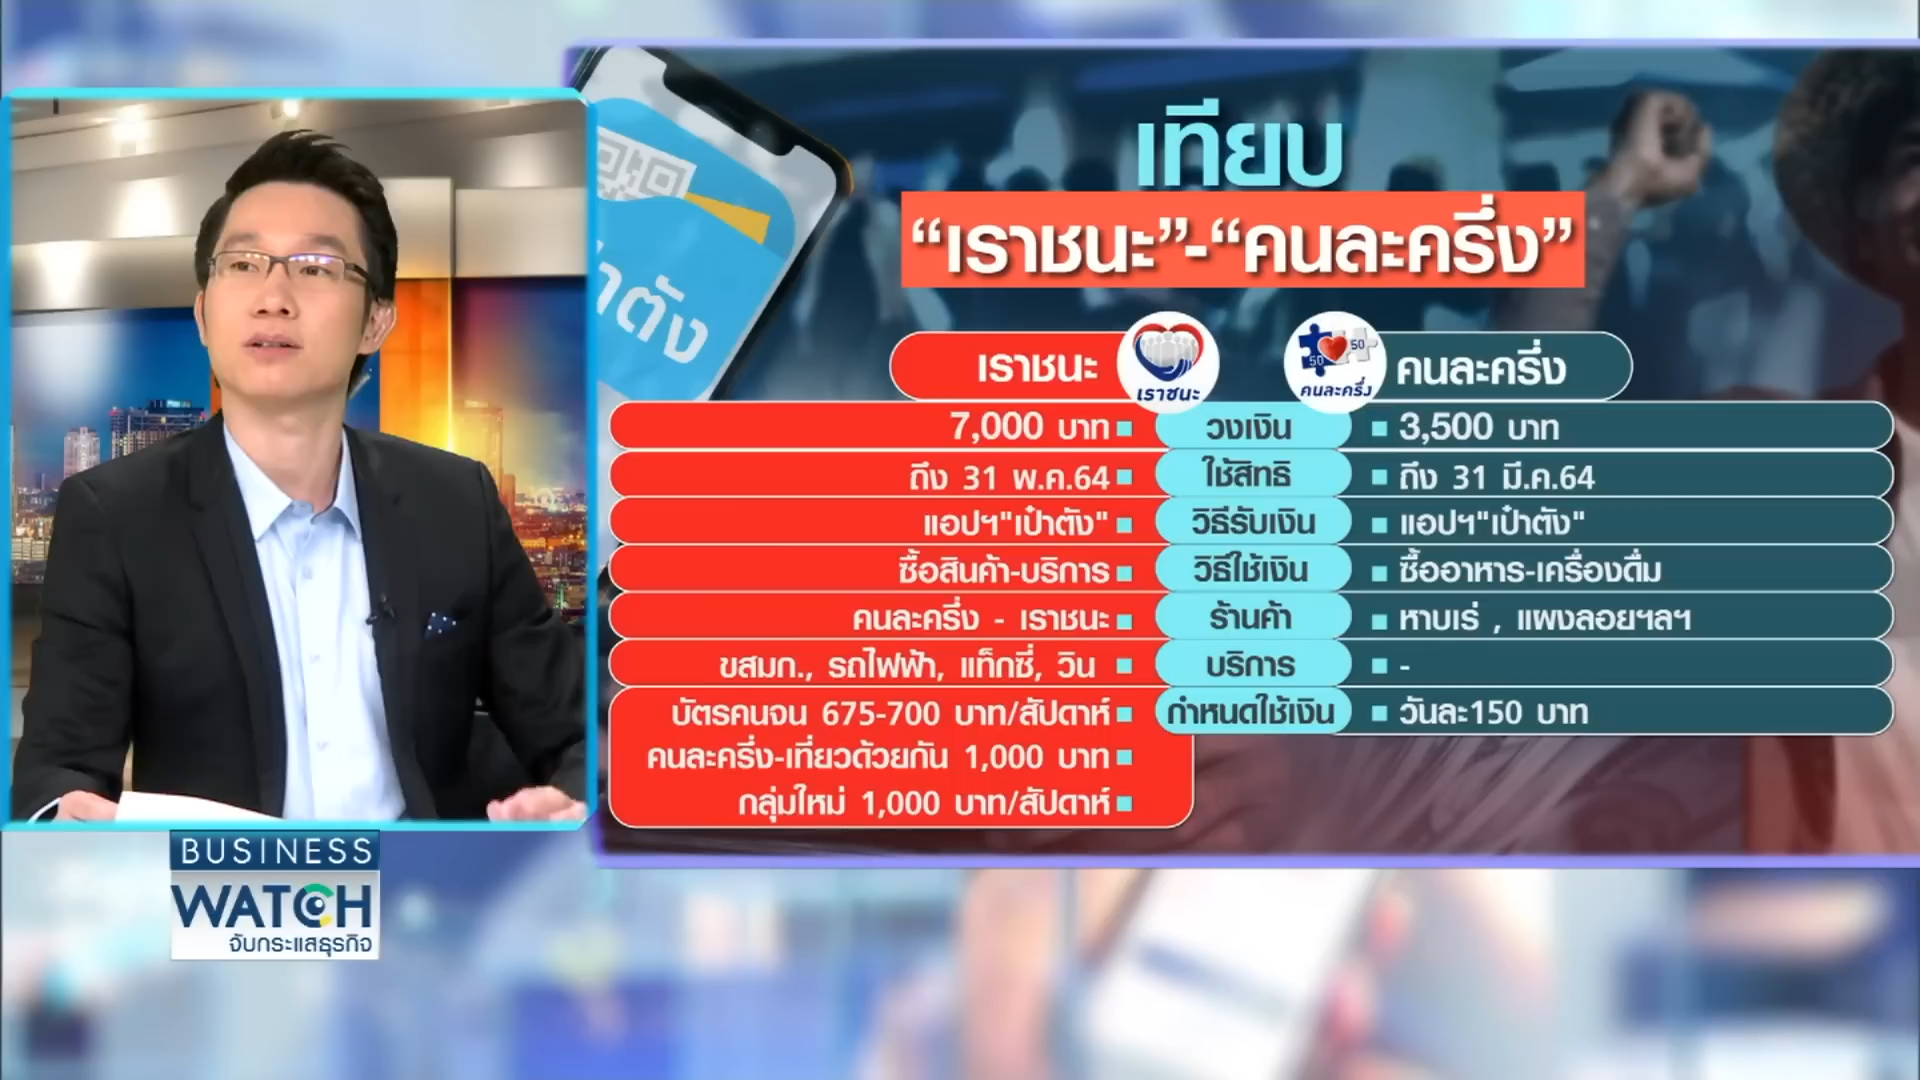 เทียบ
“เราชนะ”-“คนละครึ่ง”
าตัง
เราชนะ
เราชนะ
50 50
คนละครึ่ง
คนละครึ่ง
7,000 บาท วงเงิน 3,500 บาท
ถึง 31 พ.ค.64 ใช้สิทธิ ถึง 31 มี.ค.64
แอปฯ"เป๋าตัง" วิธีรับเงิน แอปฯ"เป๋าตัง"
ซื้อสินค้า-บริการ วิธีใช้เงิน ซื้ออาหาร-เครื่องดื่ม
คนละครึ่ง - เราชนะ ร้านค้า หาบเร่ , แผงลอยฯลฯ
ขสมก., รถไฟฟ้า, แท็กซี่, วิน บริการ -
บัตรคนจน 675-700 บาท/สัปดาห์ กำหนดใช้เงิน วันละ150 บาท
คนละครึ่ง-เที่ยวด้วยกัน 1,000 บาท
กลุ่มใหม่ 1,000 บาท/สัปดาห์
BUSINESS
WATCH
จับกระแสธุรกิจ